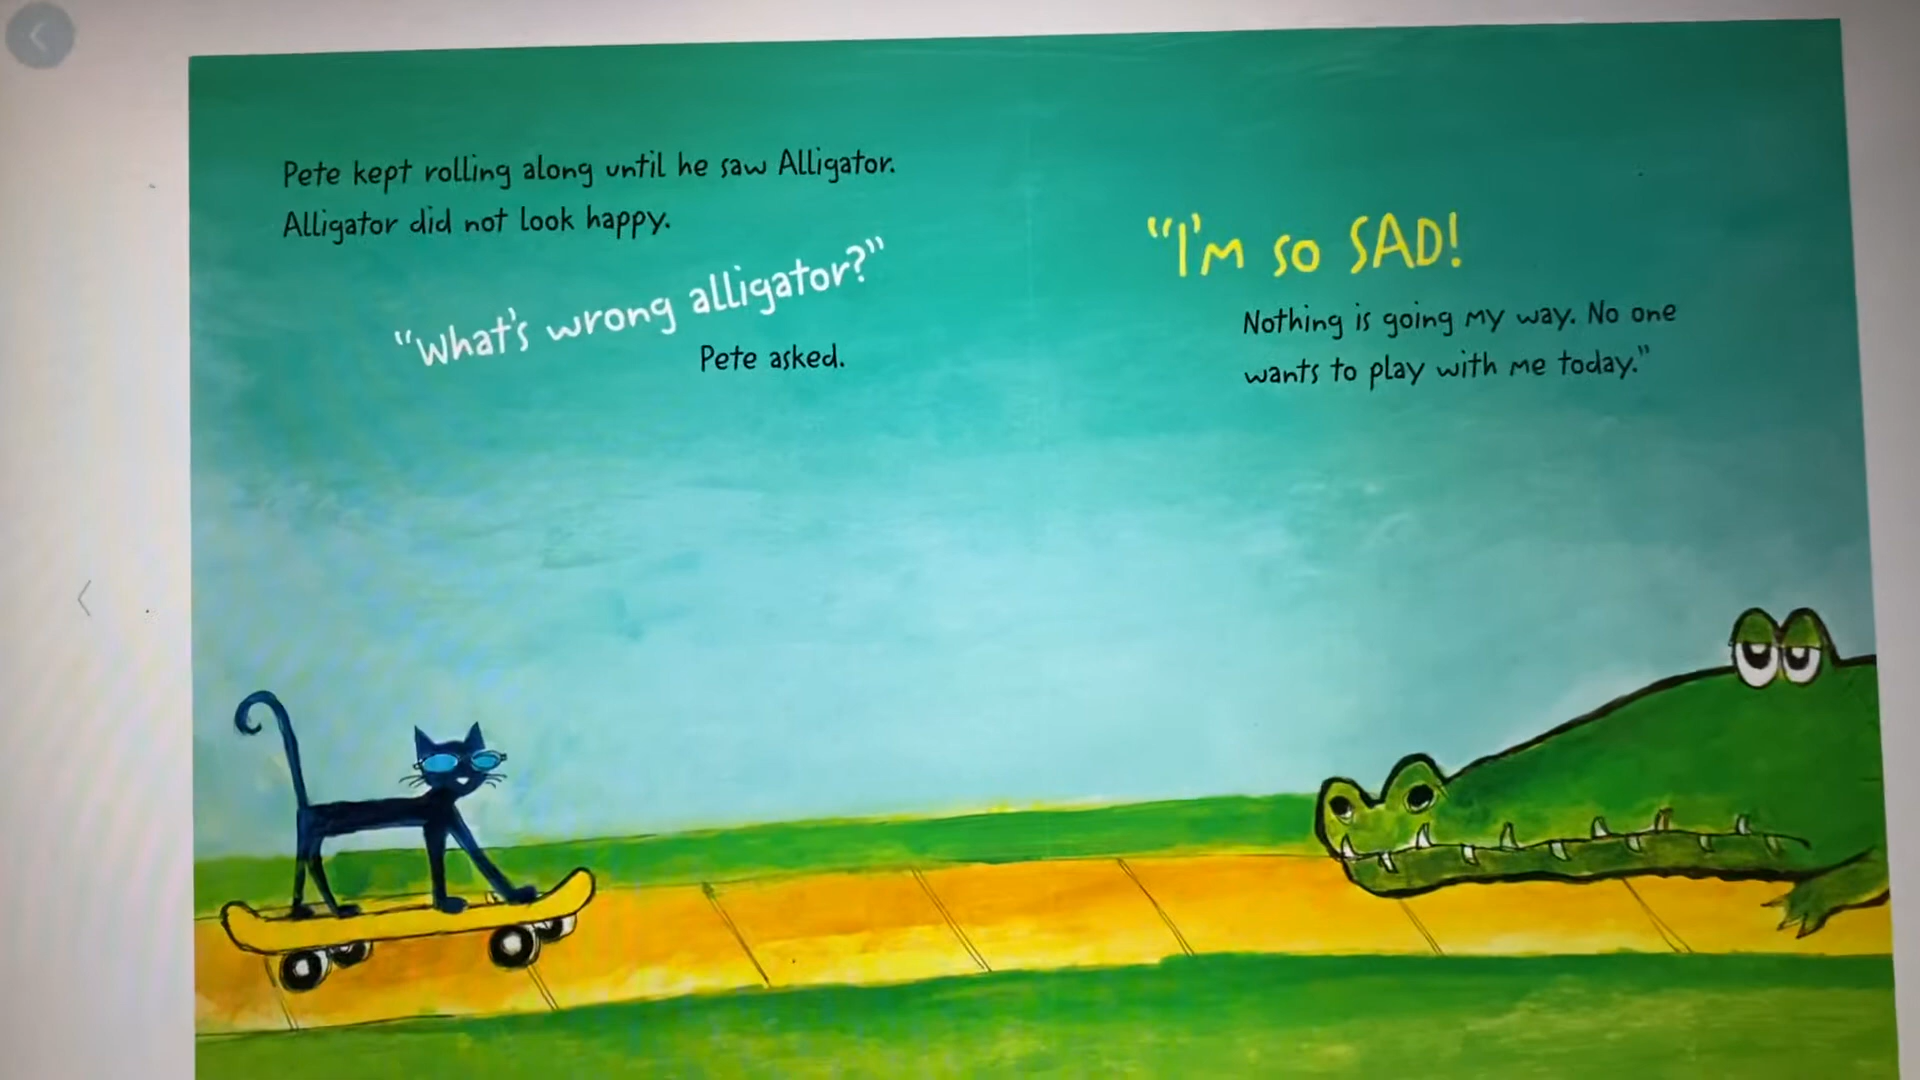 Pete kept rolling along until he saw Alligator.
Alligator did not look happy.
“What's wrong alligator?”
Pete asked.
“I'M SO SAD!
Nothing is going my way. No one
wants to play with me today.”